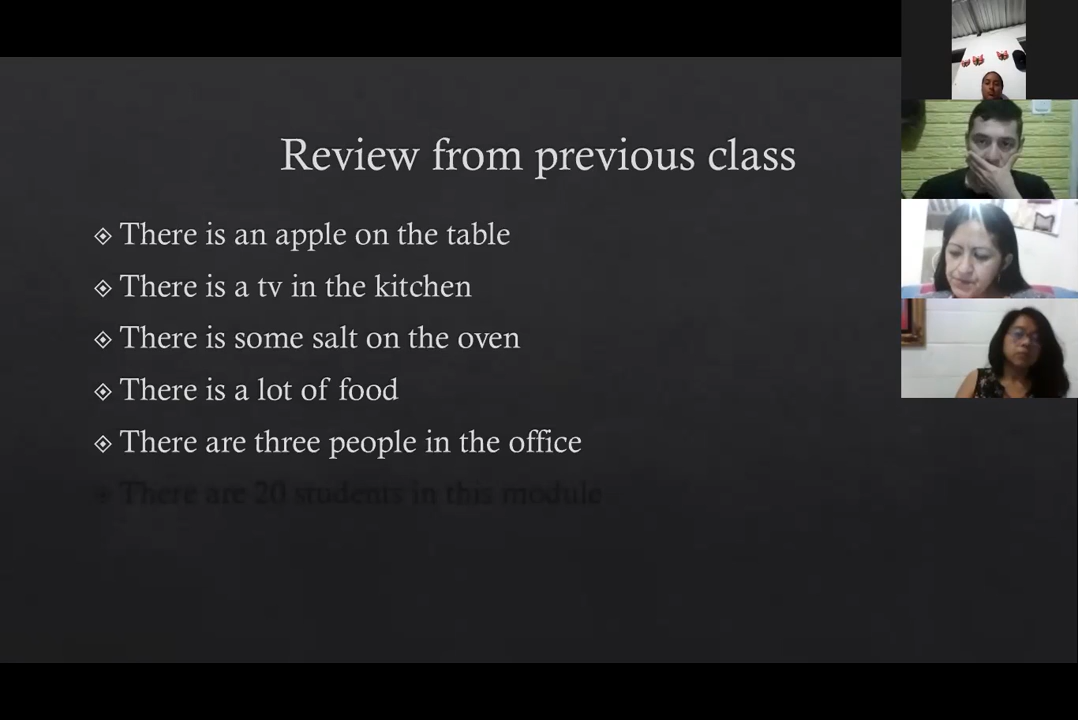 Review from previous class
There is an apple on the table
There is a tv in the kitchen
There is some salt on the oven
There is a lot of food
There are three people in the office
There are 20 students in this module